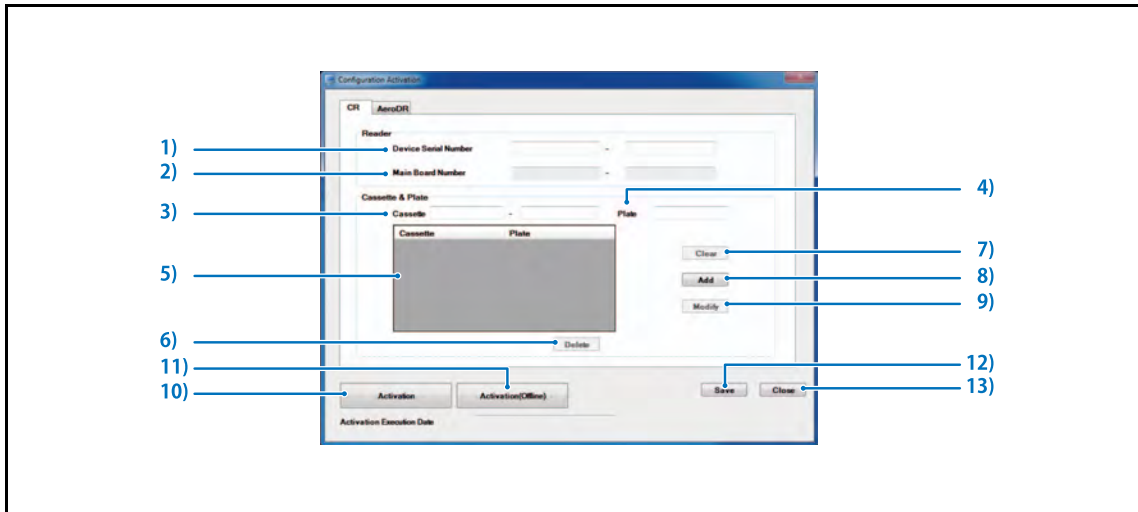 Configuration Activation
CR AeroDR
Reader
1) Device Serial Number -
2) Main Board Number -
Cassette & Plate
3) Cassette - Plate 4)
Cassette Plate
Clear 7)
5) Add 8)
Modify 9)
6) Delete
11) 12)
10) Activation Activation(Offline) Save Close 13)
Activation Execution Date